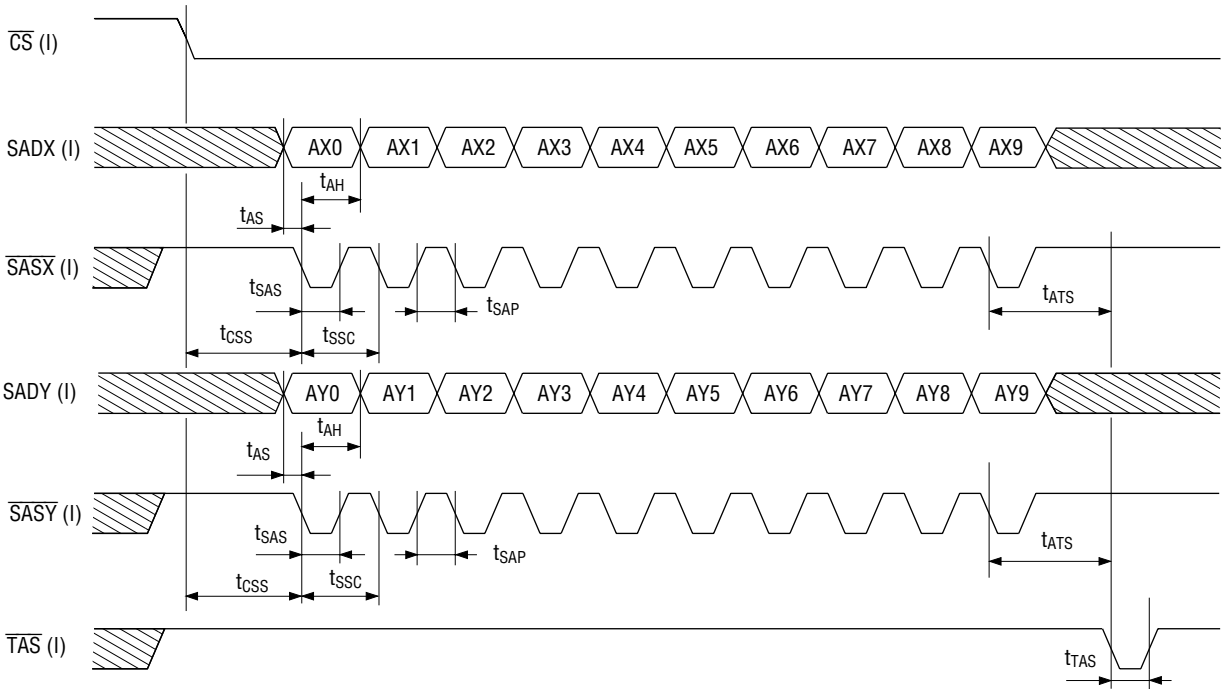 CS (I)
SADX (I) AX0 AX1 AX2 AX3 AX4 AX5 AX6 AX7 AX8 AX9
tAH
tAS
SASX (I)
tSAS tSAP tATS
tCSS tSSC
SADY (I) AY0 AY1 AY2 AY3 AY4 AY5 AY6 AY7 AY8 AY9
tAH
tAS
SASY (I)
tSAS tSAP tATS
tCSS tSSC
TAS (I)
tTAS